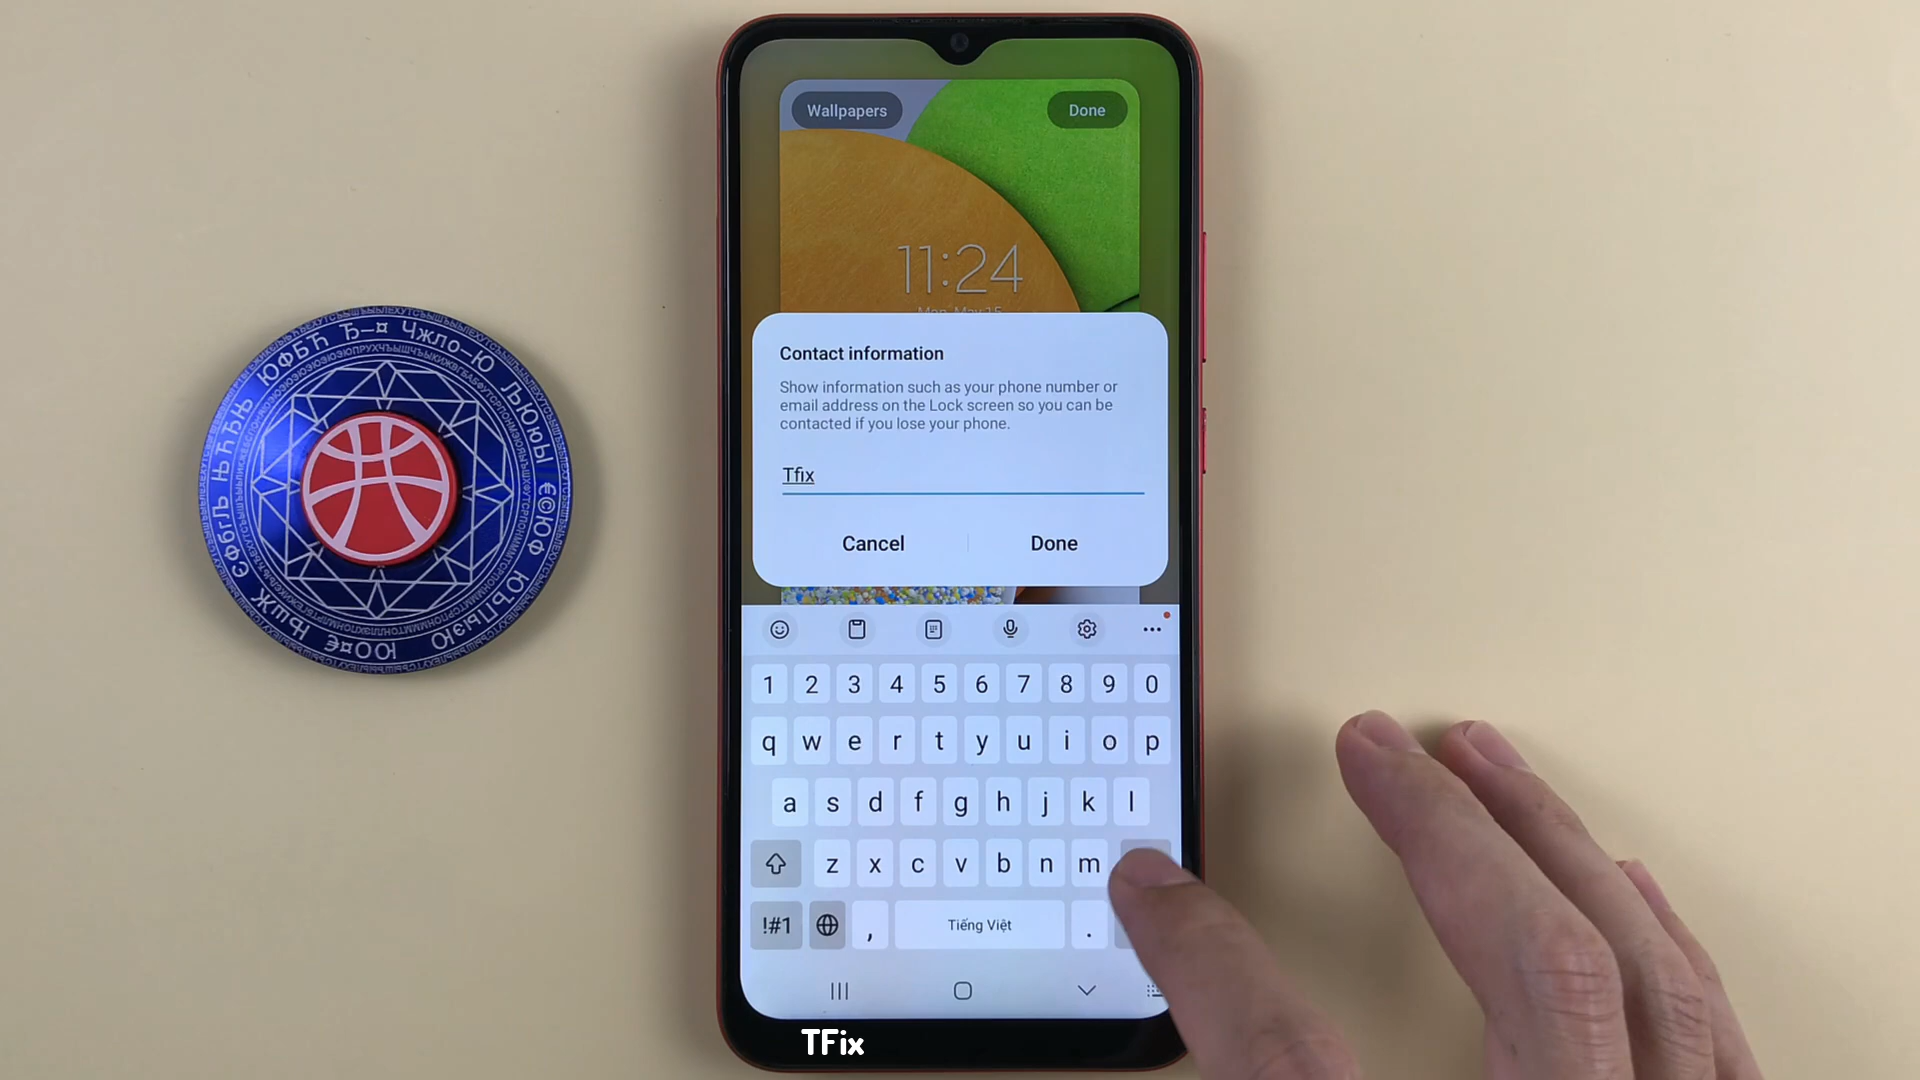 Wallpapers
Done
11:24
Mon, May 15
Contact information
Show information such as your phone number or
email address on the Lock screen so you can be
contacted if you lose your phone.
Tfix
Cancel
Done
1 2 3 4 5 6 7 8 9 0
q w e r t y u i o p
a s d f g h j k l
z x c v b n m
!#1 , Tiếng Việt .
TFix